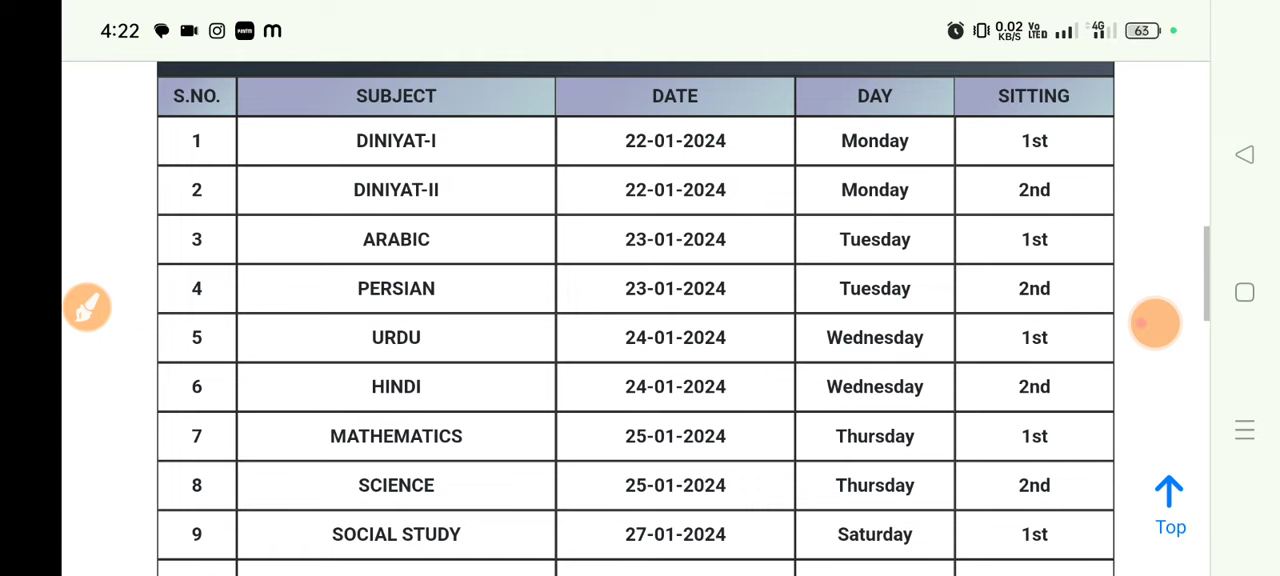 4:22 paytm m 0.02 KB/S Vo LTED 4G 63
S.NO. SUBJECT DATE DAY SITTING
1 DINIYAT-I 22-01-2024 Monday 1st
2 DINIYAT-II 22-01-2024 Monday 2nd
3 ARABIC 23-01-2024 Tuesday 1st
4 PERSIAN 23-01-2024 Tuesday 2nd
5 URDU 24-01-2024 Wednesday 1st
6 HINDI 24-01-2024 Wednesday 2nd
7 MATHEMATICS 25-01-2024 Thursday 1st
8 SCIENCE 25-01-2024 Thursday 2nd
9 SOCIAL STUDY 27-01-2024 Saturday 1st
Top